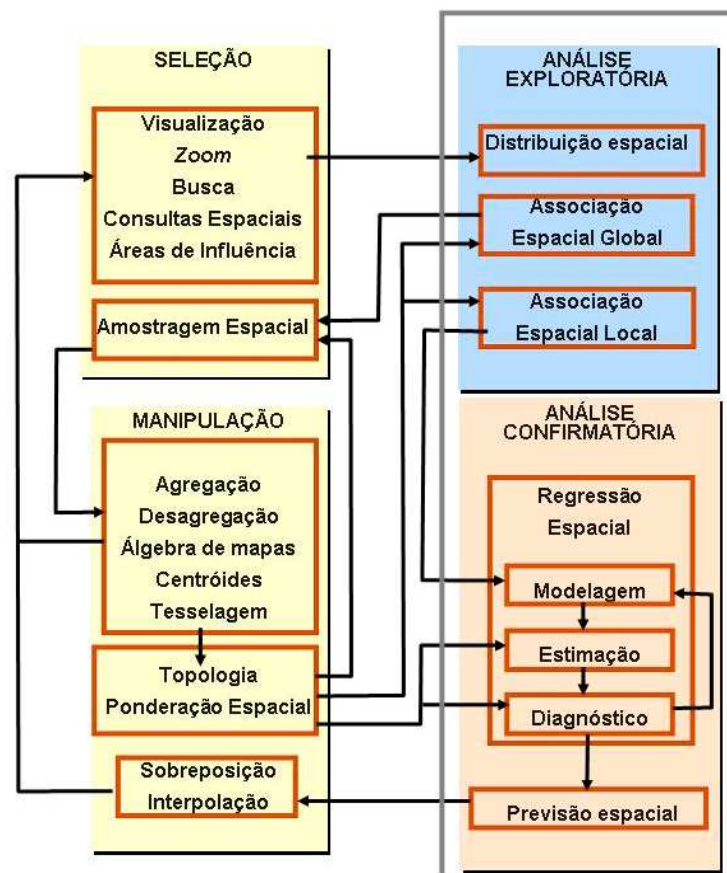 SELEÇÃO
Visualização
Zoom
Busca
Consultas Espaciais
Áreas de Influência
Amostragem Espacial
MANIPULAÇÃO
Agregação
Desagregação
Álgebra de mapas
Centróides
Tesselagem
Topologia
Ponderação Espacial
Sobreposição
Interpolação
ANÁLISE
EXPLORATÓRIA
Distribuição espacial
Associação
Espacial Global
Associação
Espacial Local
ANÁLISE
CONFIRMATÓRIA
Regressão
Espacial
Modelagem
Estimação
Diagnóstico
Previsão espacial